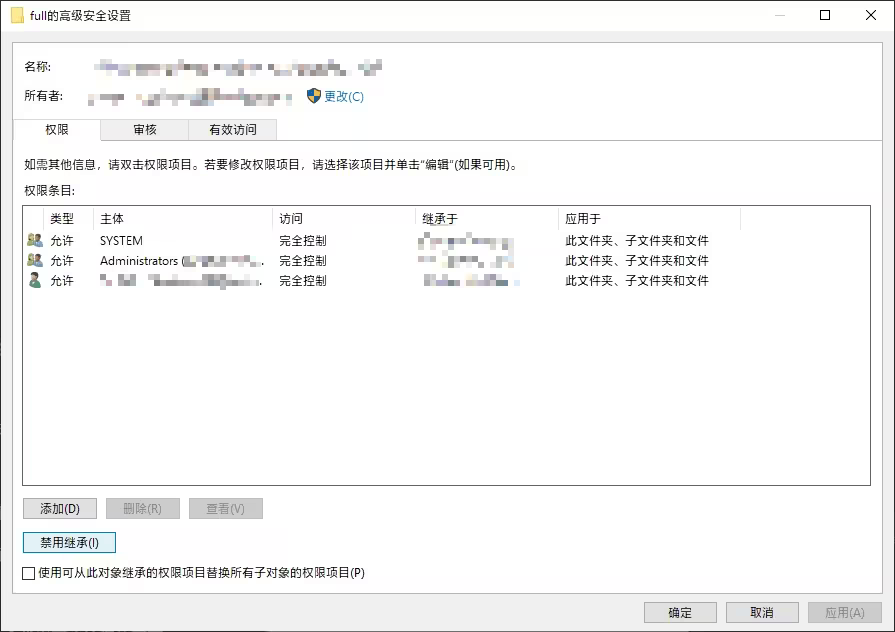 full的高级安全设置
名称:
所有者: 更改(C)
权限 审核 有效访问
如需其他信息，请双击权限项目。若要修改权限项目，请选择该项目并单击"编辑"(如果可用)。
权限条目:
类型 主体 访问 继承于 应用于
允许 SYSTEM 完全控制 此文件夹、子文件夹和文件
允许 Administrators ( 完全控制 此文件夹、子文件夹和文件
允许 完全控制 此文件夹、子文件夹和文件
添加(D) 删除(R) 查看(V)
禁用继承(I)
使用可从此对象继承的权限项目替换所有子对象的权限项目(P)
确定 取消 应用(A)